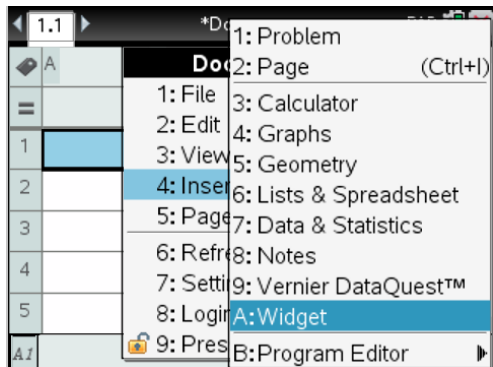 1.1
*Do
A
=
1
2
3
4
5
A1
Do
1: File
2: Edit
3: View
4: Inser
5: Page
6: Refre
7: Setti
8: Login
9: Pres
1: Problem
2: Page (Ctrl+I)
3: Calculator
4: Graphs
5: Geometry
6: Lists & Spreadsheet
7: Data & Statistics
8: Notes
9: Vernier DataQuest™
A: Widget
B: Program Editor